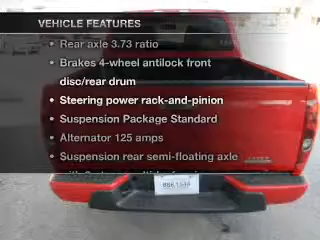 VEHICLE FEATURES
• Rear axle 3.73 ratio
• Brakes 4-wheel antilock front
disc/rear drum
• Steering power rack-and-pinion
• Suspension Package Standard
• Alternator 125 amps
• Suspension rear semi-floating axle